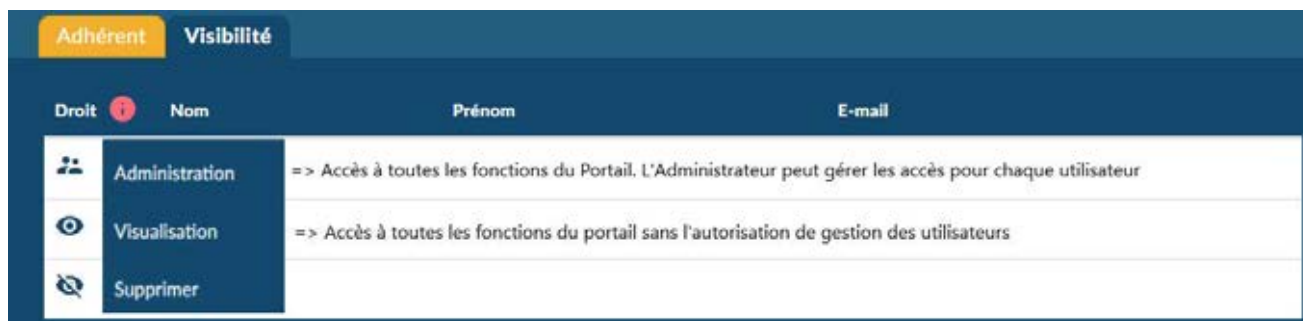 Adhérent Visibilité
Droit i Nom Prénom E-mail
Administration => Accès à toutes les fonctions du Portail. L'Administrateur peut gérer les accès pour chaque utilisateur
Visualisation => Accès à toutes les fonctions du portail sans l'autorisation de gestion des utilisateurs
Supprimer